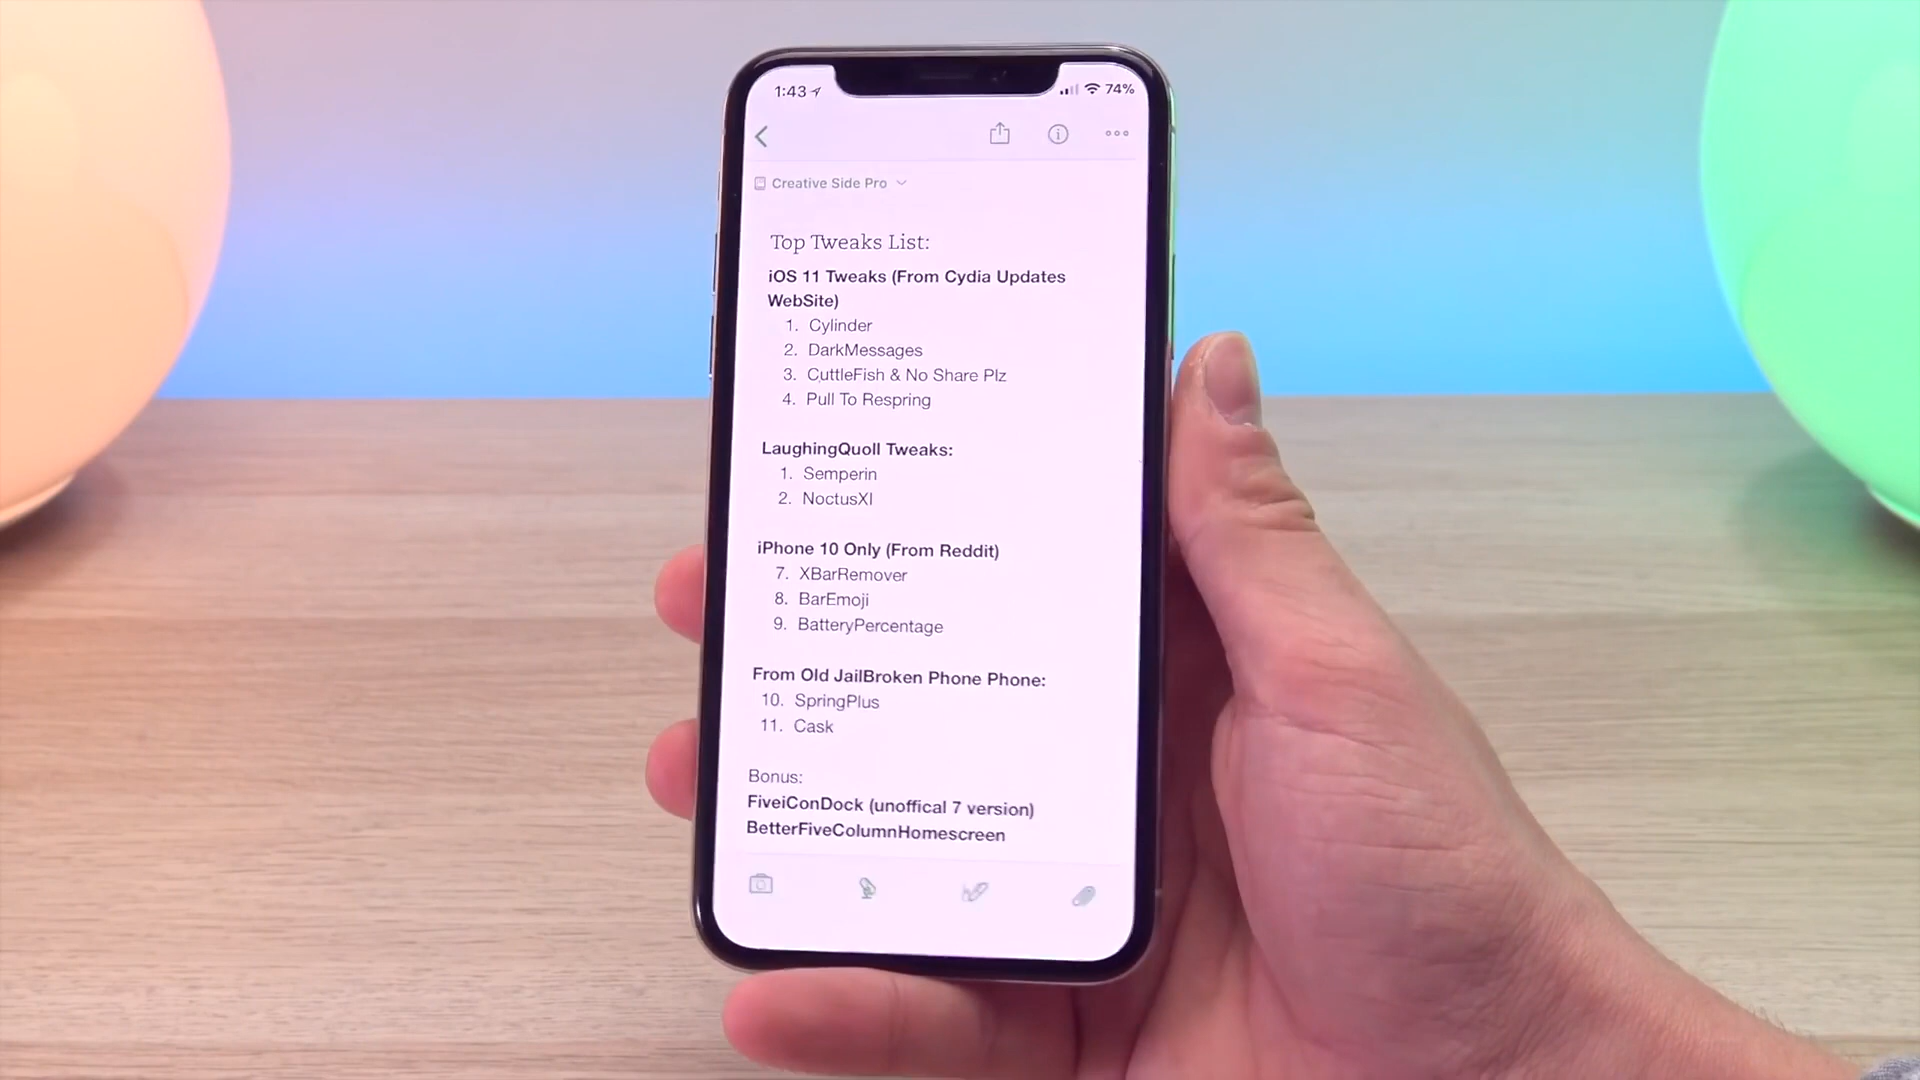 1:43
74%
Creative Side Pro
Top Tweaks List:
iOS 11 Tweaks (From Cydia Updates
WebSite)
1. Cylinder
2. DarkMessages
3. CuttleFish & No Share Plz
4. Pull To Respring
LaughingQuoll Tweaks:
1. Semperin
2. NoctusXI
iPhone 10 Only (From Reddit)
7. XBarRemover
8. BarEmoji
9. BatteryPercentage
From Old JailBroken Phone Phone:
10. SpringPlus
11. Cask
Bonus:
FiveiConDock (unoffical 7 version)
BetterFiveColumnHomescreen